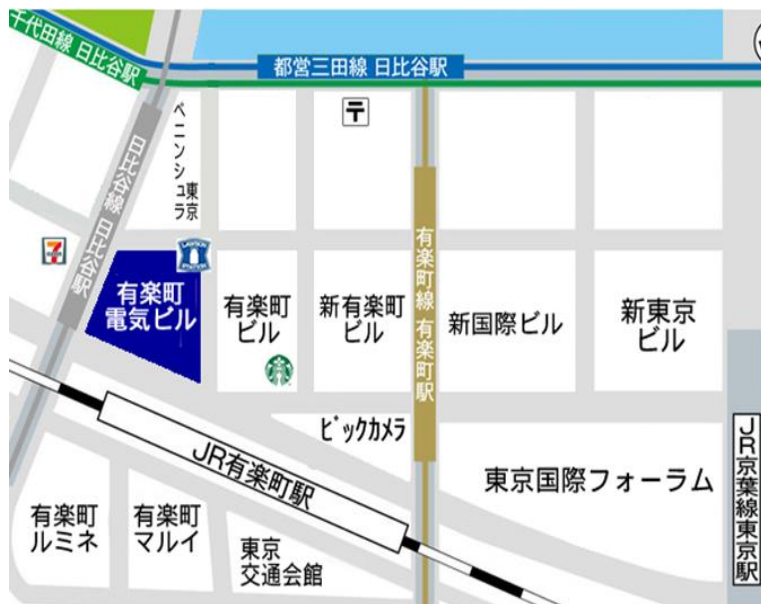 千代田線 日比谷駅
都営三田線 日比谷駅
〒
ペニンシュラ
東京
日比谷線 日比谷駅
7
LAWSON
STATION
有楽町
電気ビル
有楽町
ビル
新有楽町
ビル
有楽町線 有楽町駅
新国際ビル
新東京
ビル
ビックカメラ
JR有楽町駅
東京国際フォーラム
JR京葉線東京駅
有楽町
ルミネ
有楽町
マルイ
東京
交通会館